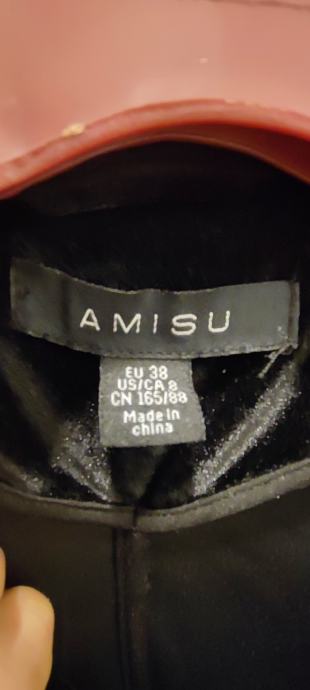 AMISU
EU 38
US/CA 8
CN 165/88
Made in
china